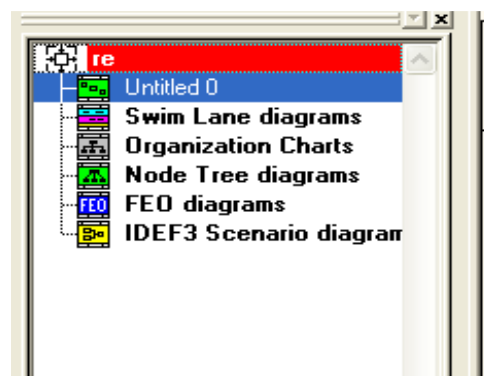 re
Untitled 0
Swim Lane diagrams
Organization Charts
Node Tree diagrams
FEO FEO diagrams
IDEF3 Scenario diagram